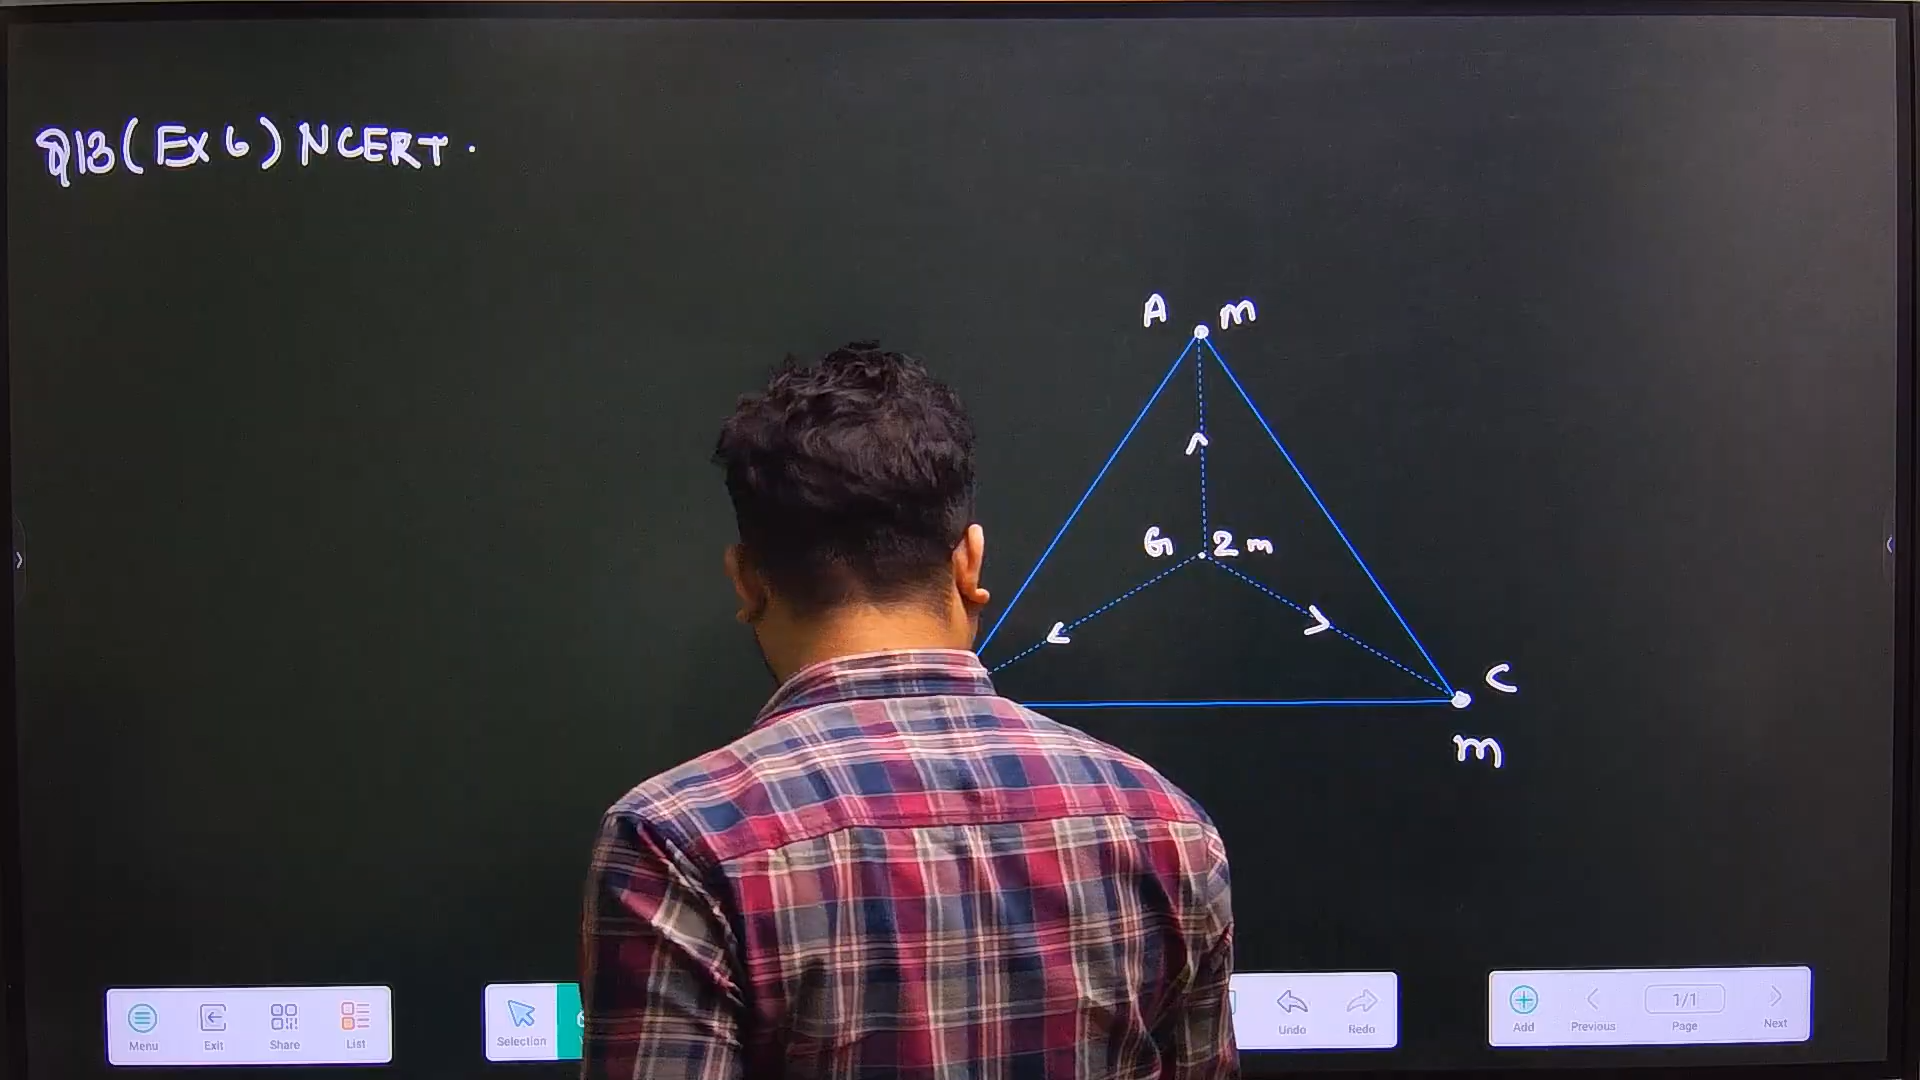 Q13 (Ex 6) NCERT.
A m
G 2m
C
m
Menu Exit Share List
Selection
Undo Redo
Add Previous 1/1 Page Next